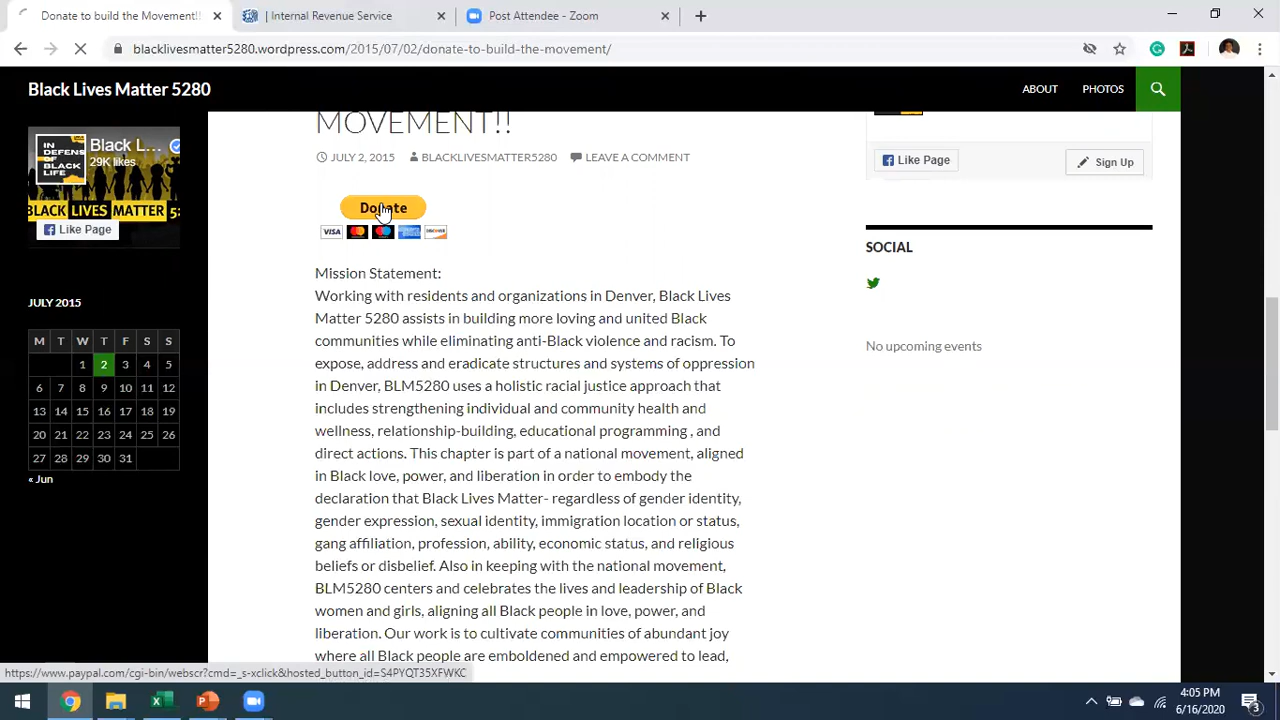 Donate to build the Movement!!
| Internal Revenue Service
Post Attendee - Zoom
blacklivesmatter5280.wordpress.com/2015/07/02/donate-to-build-the-movement/
Black Lives Matter 5280
ABOUT
PHOTOS
IN DEFENSE OF BLACK LIFE
Black L...
29K likes
BLACK LIVES MATTER 5
Like Page
MOVEMENT!!
JULY 2, 2015
BLACKLIVESMATTER5280
LEAVE A COMMENT
Like Page
Sign Up
Donate
VISA
DISCOVER
SOCIAL
No upcoming events
Mission Statement:
Working with residents and organizations in Denver, Black Lives
Matter 5280 assists in building more loving and united Black
communities while eliminating anti-Black violence and racism. To
expose, address and eradicate structures and systems of oppression
in Denver, BLM5280 uses a holistic racial justice approach that
includes strengthening individual and community health and
wellness, relationship-building, educational programming , and
direct actions. This chapter is part of a national movement, aligned
in Black love, power, and liberation in order to embody the
declaration that Black Lives Matter- regardless of gender identity,
gender expression, sexual identity, immigration location or status,
gang affiliation, profession, ability, economic status, and religious
beliefs or disbelief. Also in keeping with the national movement,
BLM5280 centers and celebrates the lives and leadership of Black
women and girls, aligning all Black people in love, power, and
liberation. Our work is to cultivate communities of abundant joy
where all Black people are emboldened and empowered to lead,
JULY 2015
M T W T F S S
1 2 3 4 5
6 7 8 9 10 11 12
13 14 15 16 17 18 19
20 21 22 23 24 25 26
27 28 29 30 31
« Jun
https://www.paypal.com/cgi-bin/webscr?cmd=_s-xclick&hosted_button_id=S4PYQT35XFWKC
4:05 PM
6/16/2020
3